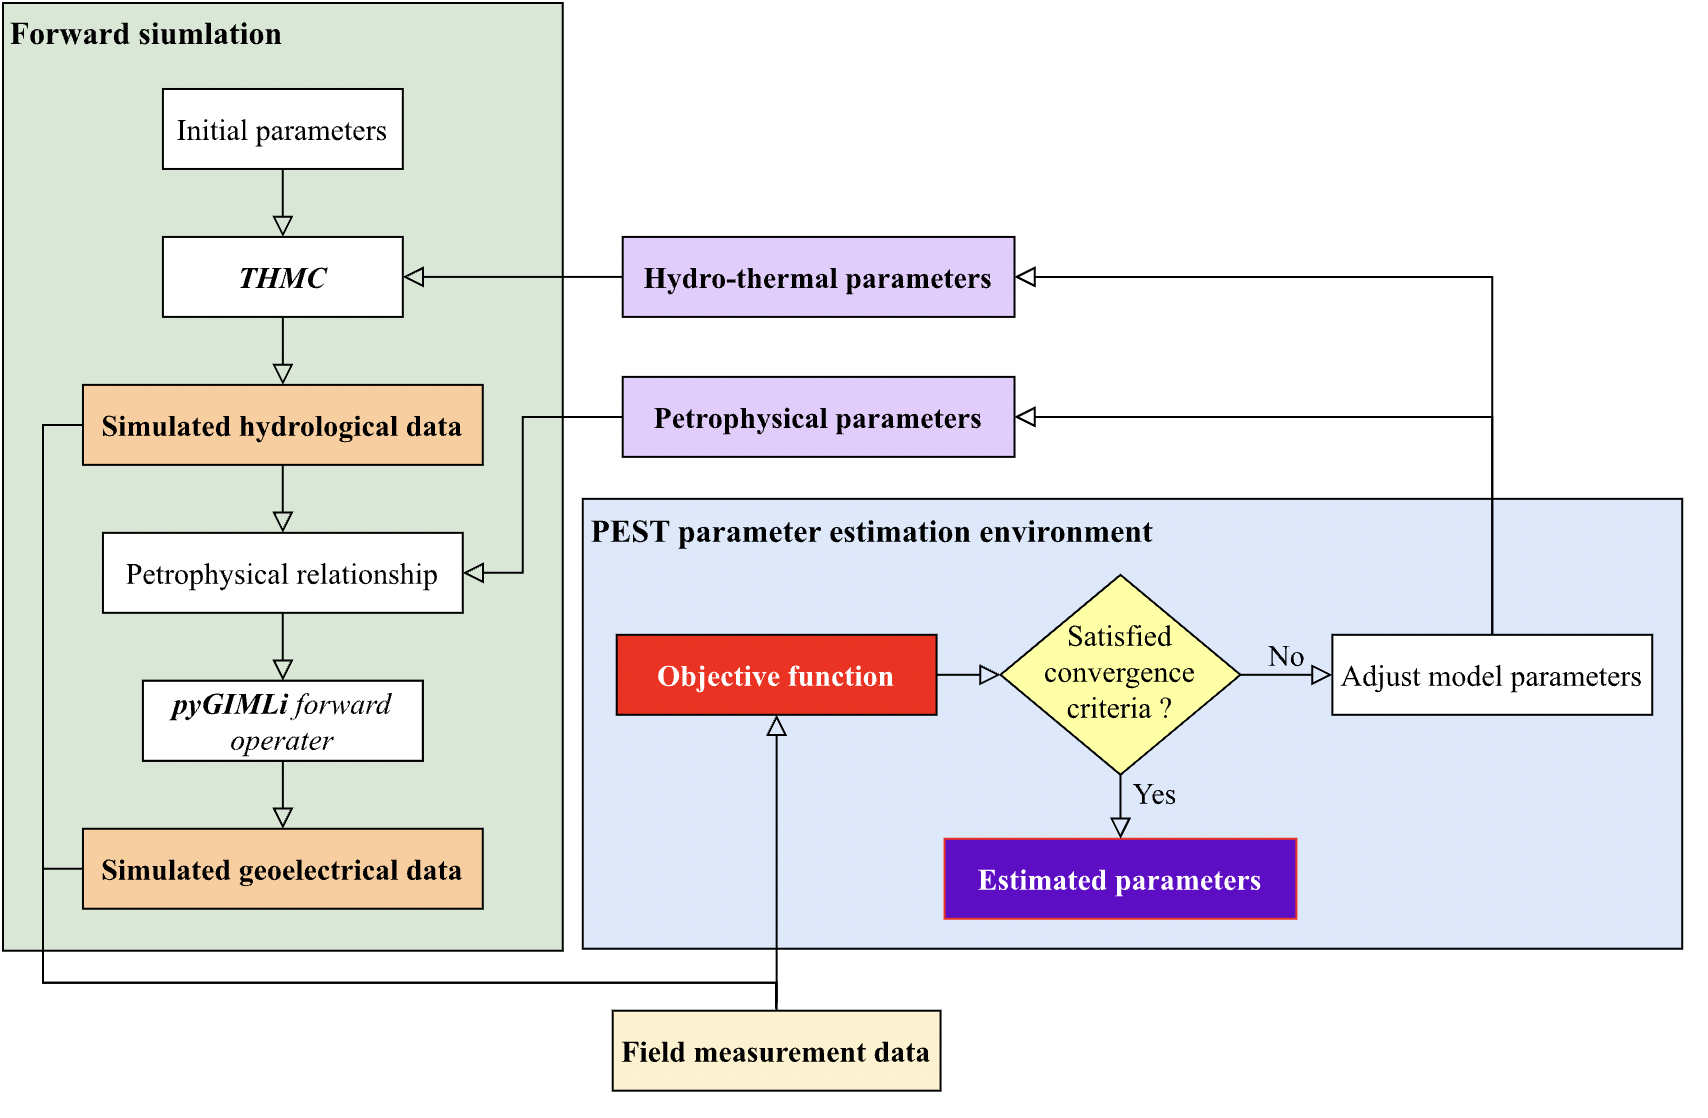 Forward siumlation
Initial parameters
THMC
Simulated hydrological data
Petrophysical relationship
pyGIMLi forward
operater
Simulated geoelectrical data
Hydro-thermal parameters
Petrophysical parameters
PEST parameter estimation environment
Objective function
Satisfied
convergence
criteria ?
No
Adjust model parameters
Yes
Estimated parameters
Field measurement data